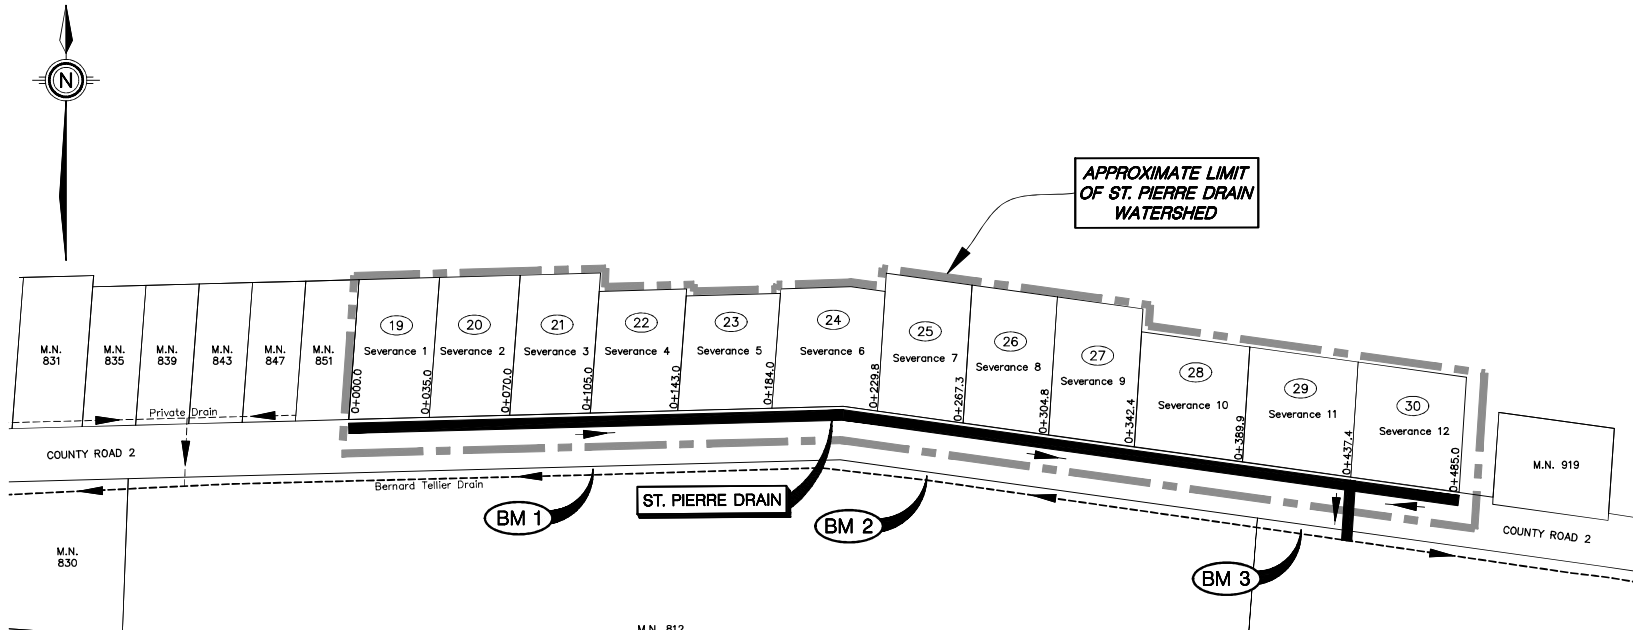 N
APPROXIMATE LIMIT
OF ST. PIERRE DRAIN
WATERSHED
M.N.
831
M.N.
835
M.N.
839
M.N.
843
M.N.
847
M.N.
851
19
Severance 1
20
Severance 2
21
Severance 3
22
Severance 4
23
Severance 5
24
Severance 6
25
Severance 7
26
Severance 8
27
Severance 9
28
Severance 10
29
Severance 11
30
Severance 12
0+000.0
0+035.0
0+070.0
0+105.0
0+143.0
0+184.0
0+229.8
0+267.3
0+304.8
0+342.4
0+389.9
0+437.4
0+485.0
Private Drain
COUNTY ROAD 2
Bernard Tellier Drain
BM 1
ST. PIERRE DRAIN
BM 2
BM 3
M.N. 919
COUNTY ROAD 2
M.N.
830
M.N. 812